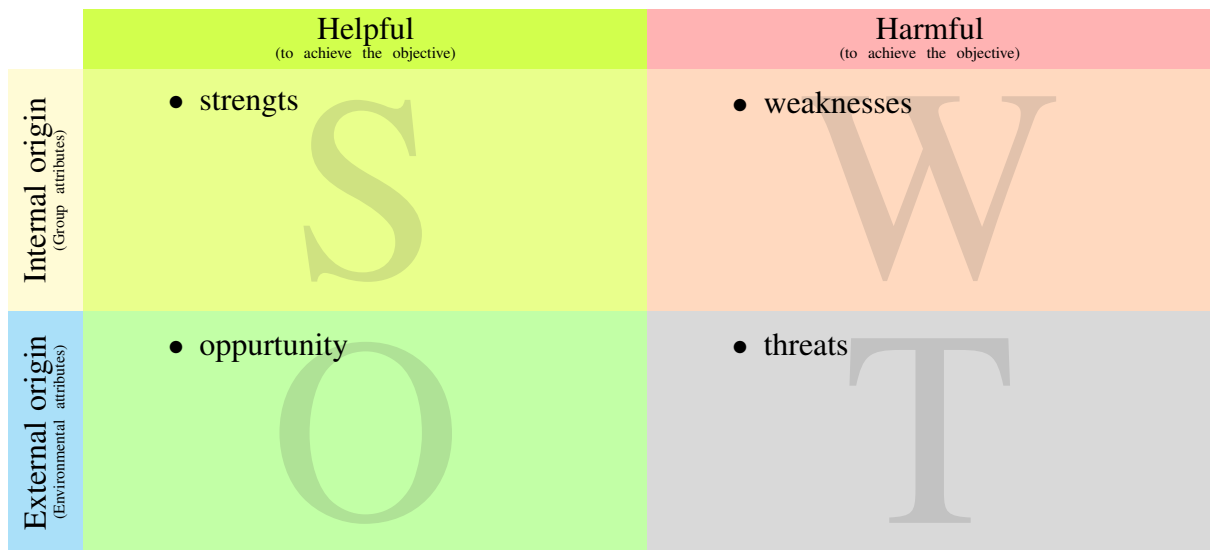 Helpful
(to achieve the objective)
Harmful
(to achieve the objective)
Internal origin
(Group attributes)
• strengts
S
• weaknesses
W
External origin
(Environmental attributes)
• oppurtunity
O
• threats
T